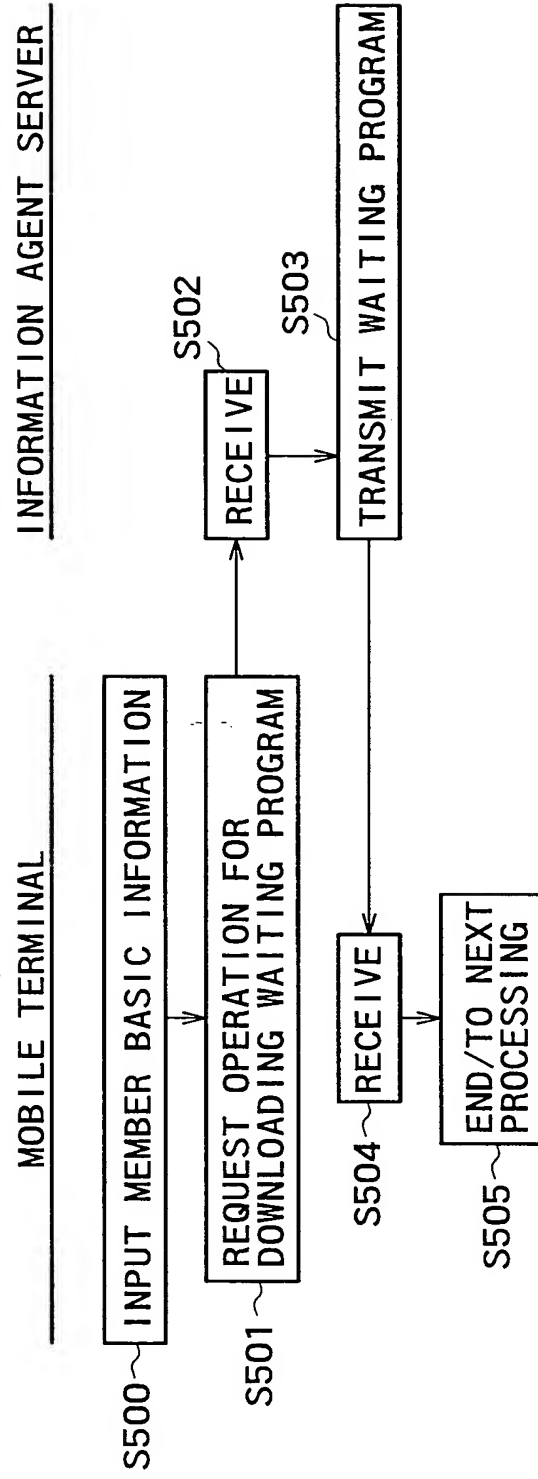 MOBILE TERMINAL
INFORMATION AGENT SERVER
S500
INPUT MEMBER BASIC INFORMATION
S501
REQUEST OPERATION FOR
DOWNLOADING WAITING PROGRAM
S502
RECEIVE
S503
TRANSMIT WAITING PROGRAM
S504
RECEIVE
S505
END/TO NEXT
PROCESSING